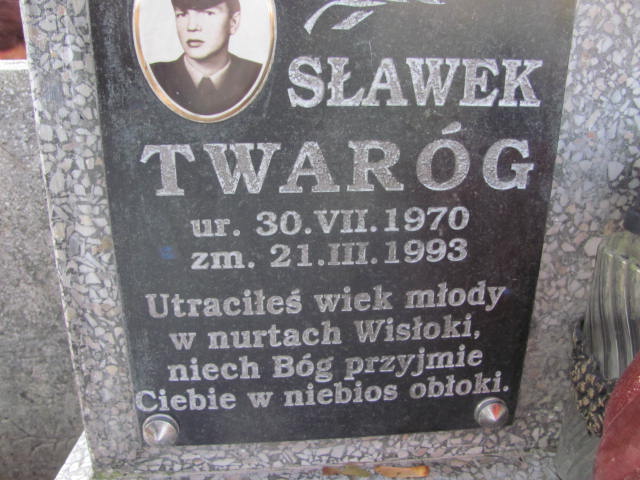 SŁAWEK
TWARÓG
ur. 30.VII.1970
zm. 21.III.1993
Utraciłeś wiek młody
w nurtach Wisłoki,
niech Bóg przyjmie
Ciebie w niebios obłoki.